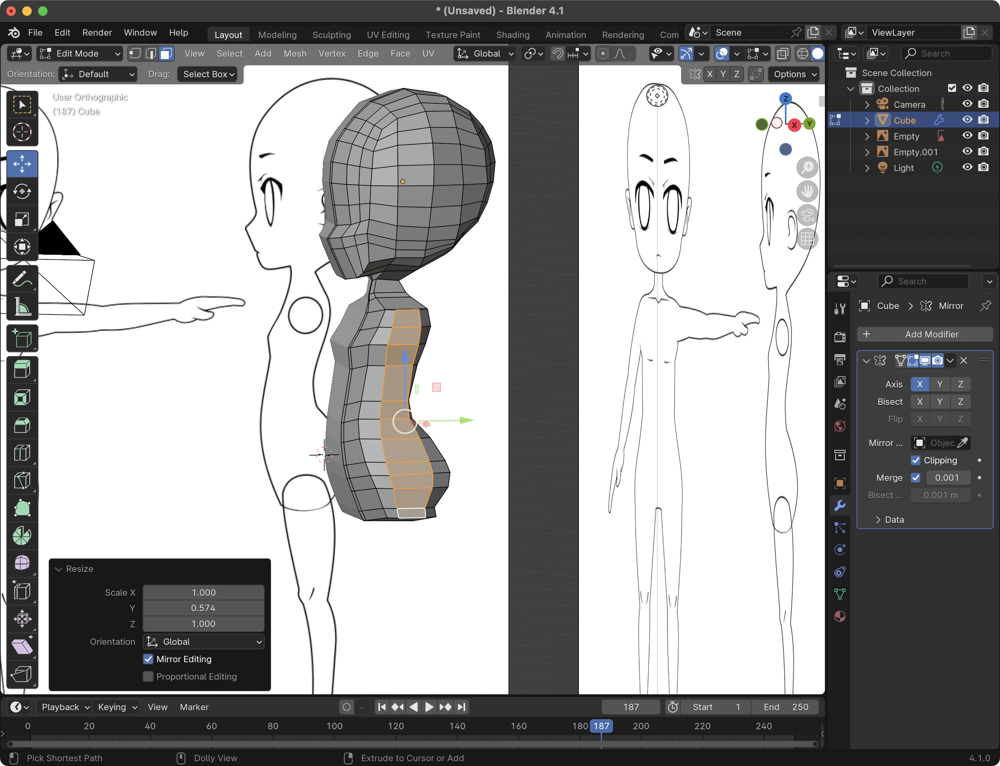 * (Unsaved) - Blender 4.1
File Edit Render Window Help
Layout Modeling Sculpting UV Editing Texture Paint Shading Animation Rendering Com
Scene
ViewLayer
Edit Mode
View Select Add Mesh Vertex Edge Face UV
Global
Search
Orientation: Default Drag: Select Box
X Y Z Options
User Orthographic
(187) Cube
Z
X
Y
Scene Collection
Collection
Camera
Cube
Empty
Empty.001
Light
Search
Cube > Mirror
+ Add Modifier
Axis X Y Z
Bisect X Y Z
Flip X Y Z
Mirror ... Objec
Clipping
Merge 0.001
Bisect ... 0.001 m
Data
Resize
Scale X 1.000
Y 0.574
Z 1.000
Orientation Global
Mirror Editing
Proportional Editing
Playback Keying View Marker
187
Start 1
End 250
0 20 40 60 80 100 120 140 160 180 187 200 220 240
Pick Shortest Path
Dolly View
Extrude to Cursor or Add
4.1.0